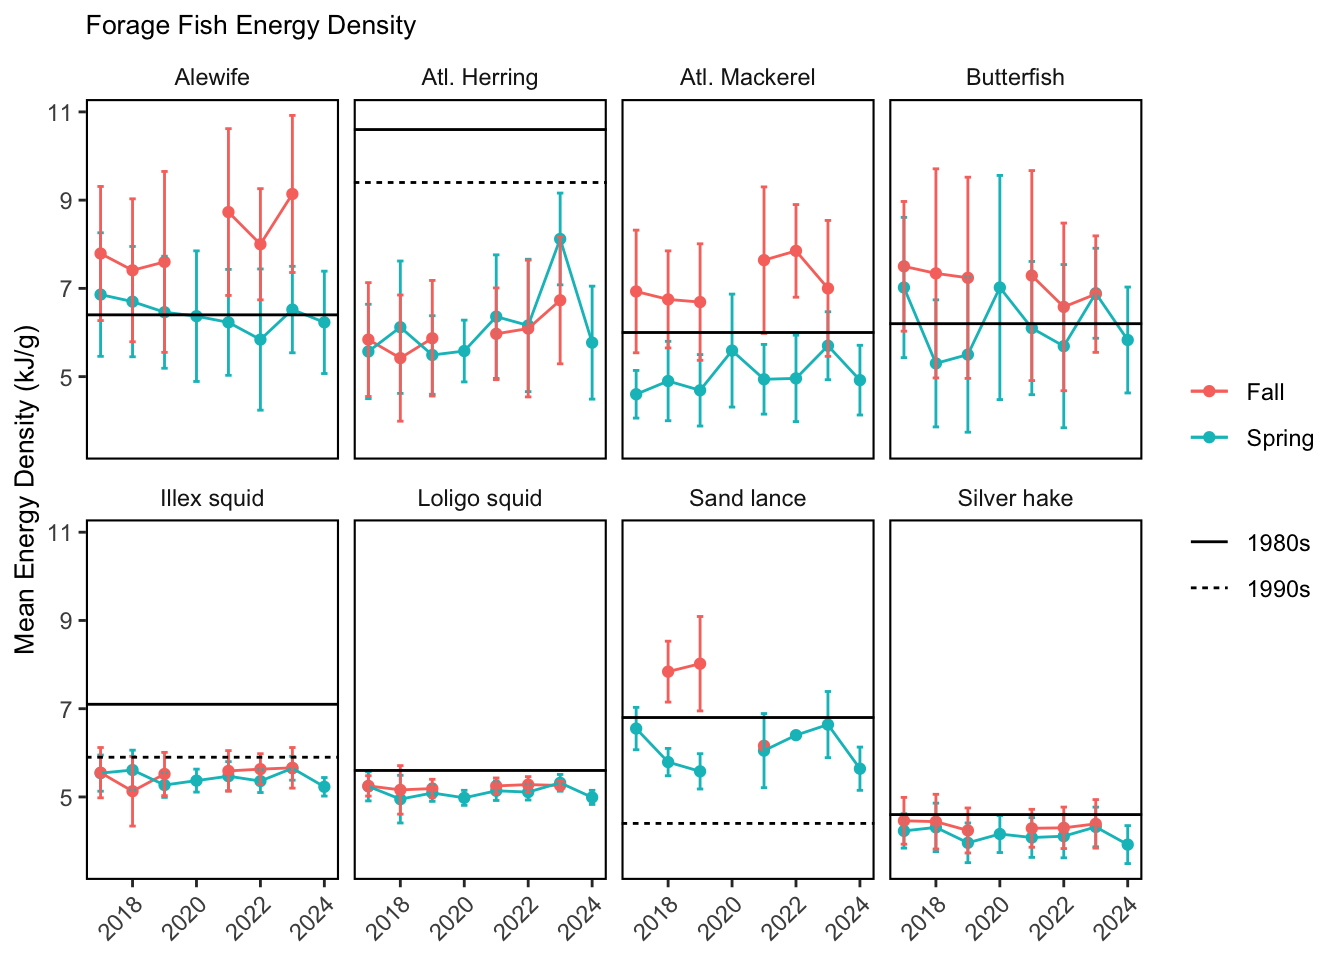 Forage Fish Energy Density
Alewife
Atl. Herring
Atl. Mackerel
Butterfish
11
9
7
5
Mean Energy Density (kJ/g)
Illex squid
Loligo squid
Sand lance
Silver hake
11
9
7
5
2018
2020
2022
2024
2018
2020
2022
2024
2018
2020
2022
2024
2018
2020
2022
2024
Fall
Spring
1980s
1990s